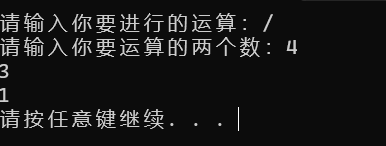 请输入你要进行的运算: /
请输入你要运算的两个数: 4
3
1
请按任意键继续. . .